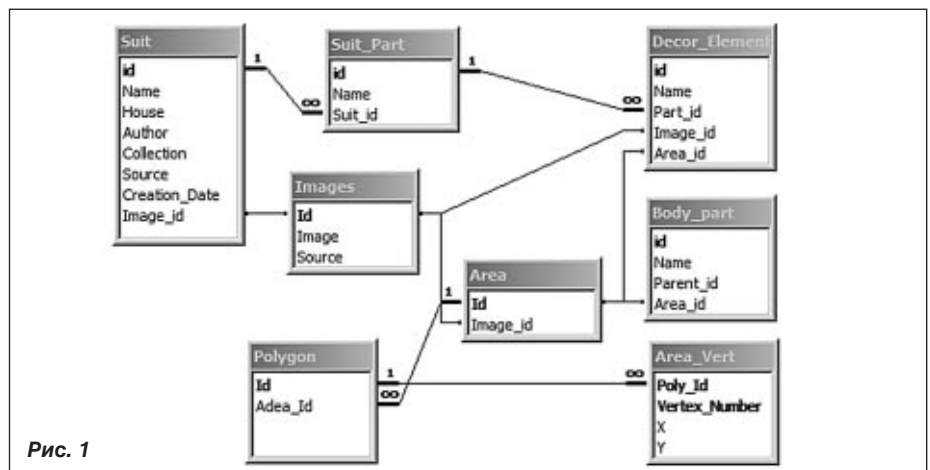 Suit
id
Name
House
Author
Collection
Source
Creation_Date
Image_id
1
∞
Suit_Part
id
Name
Suit_id
1
∞
Decor_Element
id
Name
Part_id
Image_id
Area_id
Images
Id
Image
Source
Body_part
id
Name
Parent_id
Area_id
1
Area
Id
Image_id
Polygon
Id
Adea_Id
1
∞
∞
Area_Vert
Poly_Id
Vertex_Number
X
Y
Рис. 1